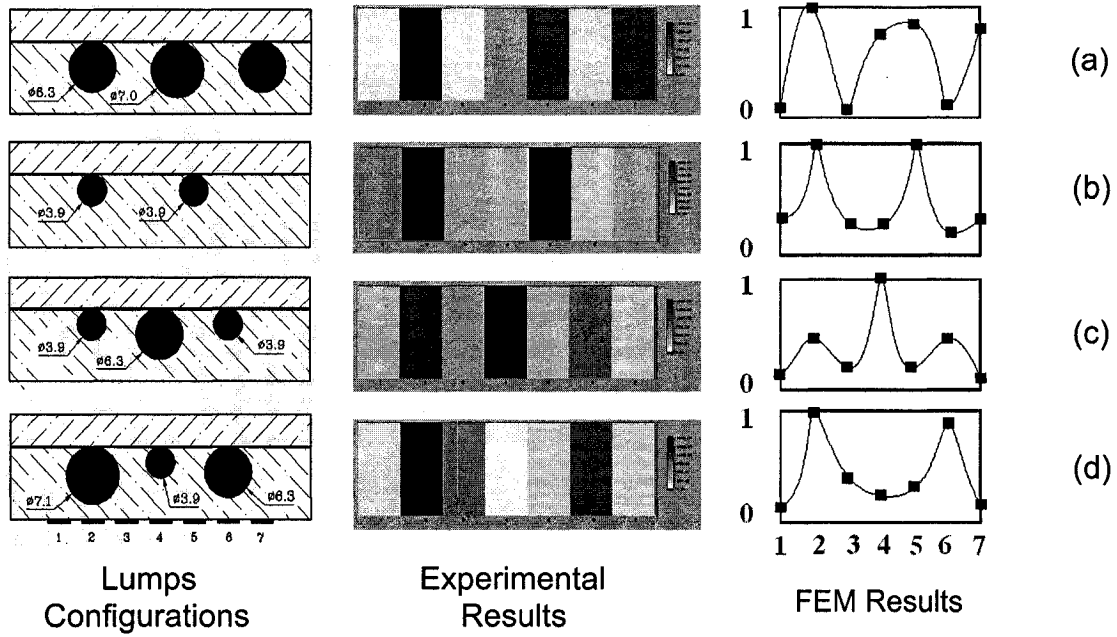 ø6.3 ø7.0
1
0
(a)
ø3.9 ø3.9
1
0
(b)
ø3.9 ø6.3 ø3.9
1
0
(c)
ø7.1 ø3.9 ø6.3
1
0
(d)
1 2 3 4 5 6 7
1 2 3 4 5 6 7
Lumps
Configurations
Experimental
Results
FEM Results